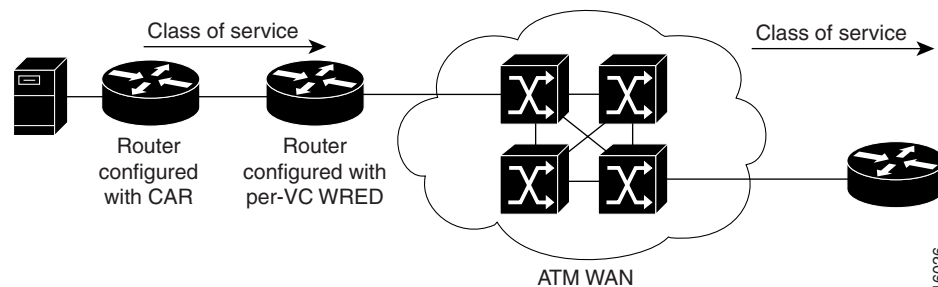 Class of service
Class of service
Router
configured
with CAR
Router
configured with
per-VC WRED
ATM WAN